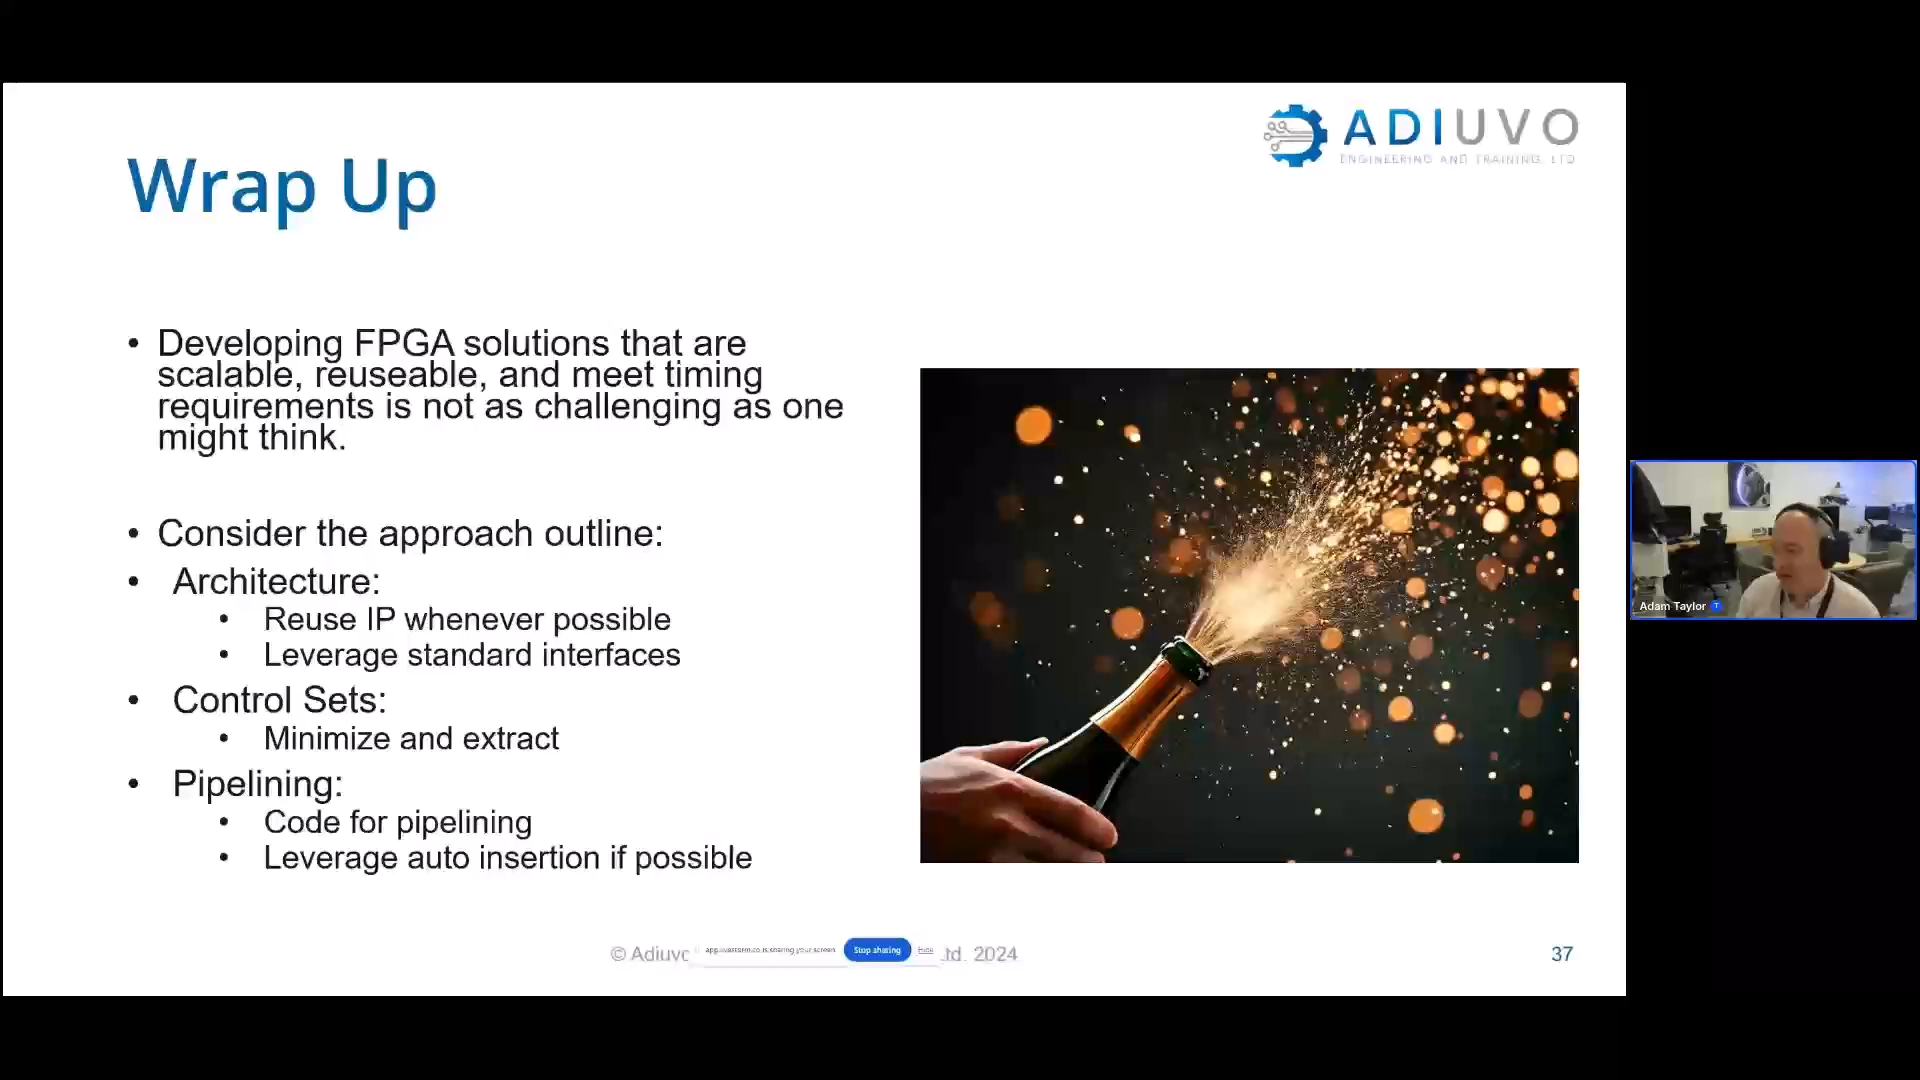 ADIUVO
ENGINEERING AND TRAINING, LTD
Wrap Up
• Developing FPGA solutions that are
scalable, reuseable, and meet timing
requirements is not as challenging as one
might think.
• Consider the approach outline:
• Architecture:
• Reuse IP whenever possible
• Leverage standard interfaces
• Control Sets:
• Minimize and extract
• Pipelining:
• Code for pipelining
• Leverage auto insertion if possible
Adam Taylor
T
© Adiuvo
is sharing your screen.
Stop sharing
Hide
Ltd. 2024
37